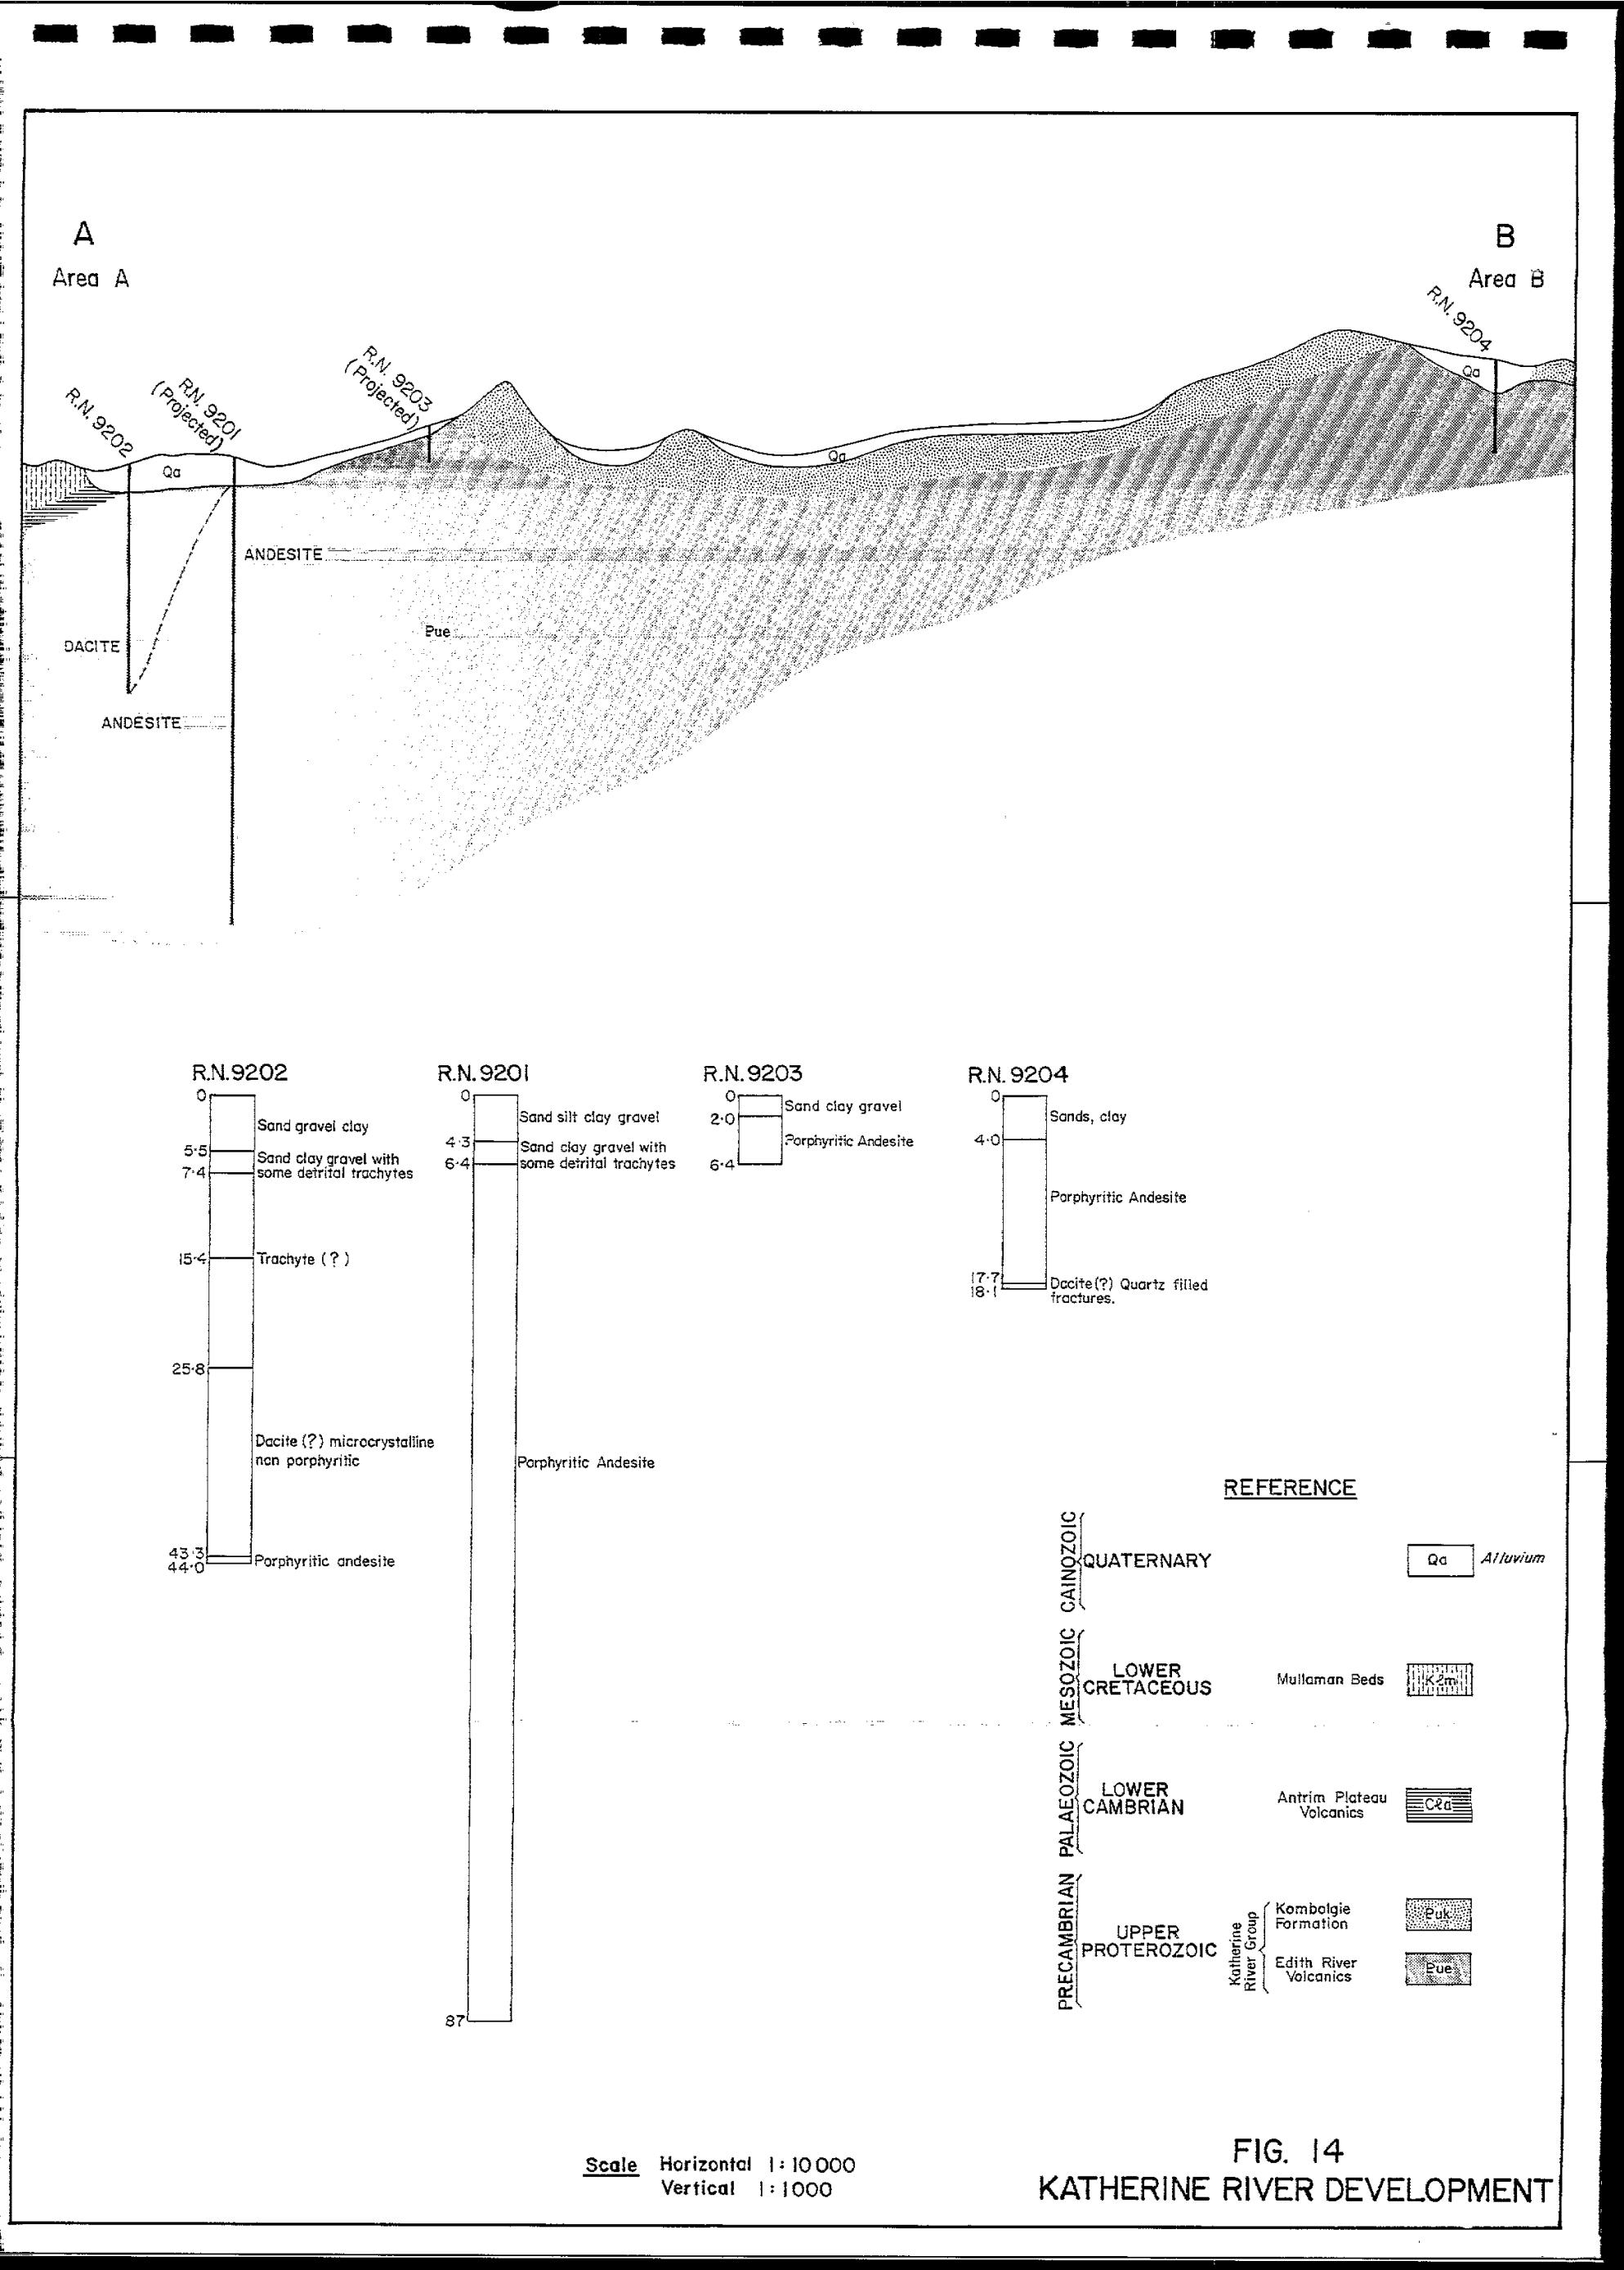 A
Area A
B
Area B
R.N. 9202
R.N. 9201
(Projected)
R.N. 9203
(Projected)
R.N. 9204
Qa
Qa
Qa
ANDESITE
Pue
DACITE
ANDESITE
R.N.9202
0
Sand gravel clay
5·5
Sand clay gravel with
some detrital trachytes
7·4
15·4
Trachyte (?)
25·8
Dacite (?) microcrystalline
non porphyritic
43·3
44·0
Porphyritic andesite
R.N.9201
0
Sand silt clay gravel
4·3
Sand clay gravel with
some detrital trachytes
6·4
Porphyritic Andesite
87
R.N.9203
0
Sand clay gravel
2·0
Porphyritic Andesite
6·4
R.N.9204
0
Sands, clay
4·0
Porphyritic Andesite
17·7
18·1
Dacite (?) Quartz filled
fractures.
REFERENCE
CAINOZOIC
QUATERNARY
Qa
Alluvium
MESOZOIC
LOWER
CRETACEOUS
Mullaman Beds
Kℓm
PALAEOZOIC
LOWER
CAMBRIAN
Antrim Plateau
Volcanics
Cℓa
PRECAMBRIAN
UPPER
PROTEROZOIC
Katherine
River Group
Kombolgie
Formation
Puk
Edith River
Volcanics
Pue
Scale Horizontal 1:10 000
Vertical 1:1000
FIG. 14
KATHERINE RIVER DEVELOPMENT